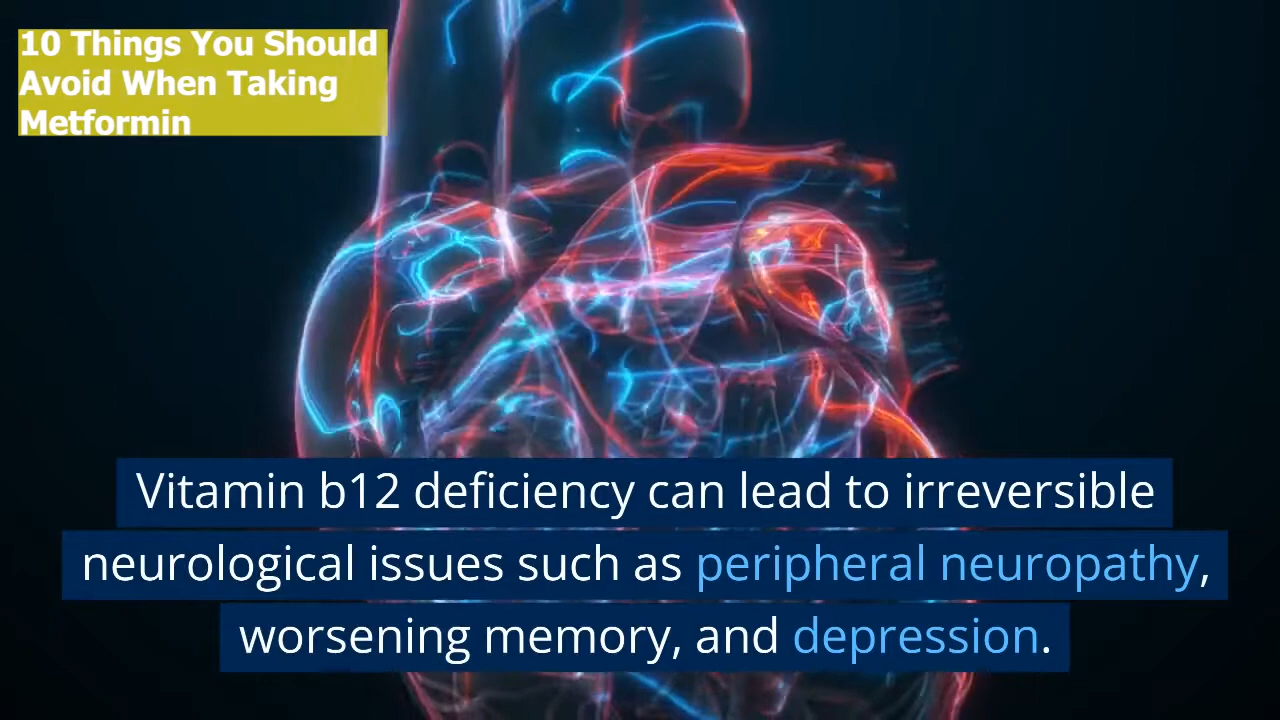 10 Things You Should
Avoid When Taking
Metformin
Vitamin b12 deficiency can lead to irreversible
neurological issues such as peripheral neuropathy,
worsening memory, and depression.